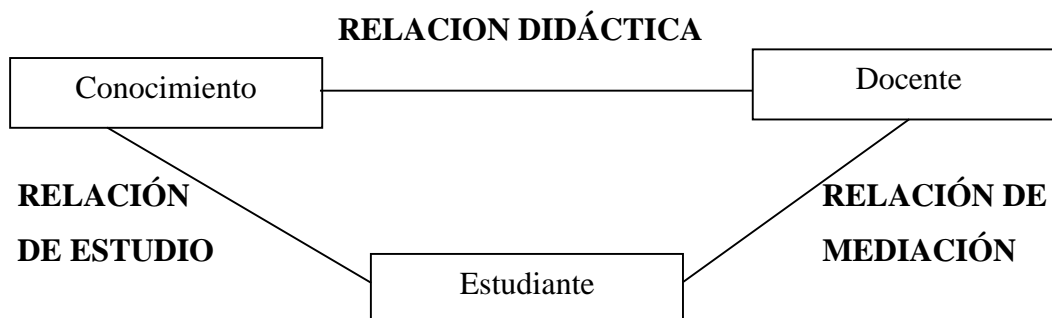 RELACION DIDÁCTICA
Conocimiento
Docente
RELACIÓN
DE ESTUDIO
RELACIÓN DE
MEDIACIÓN
Estudiante